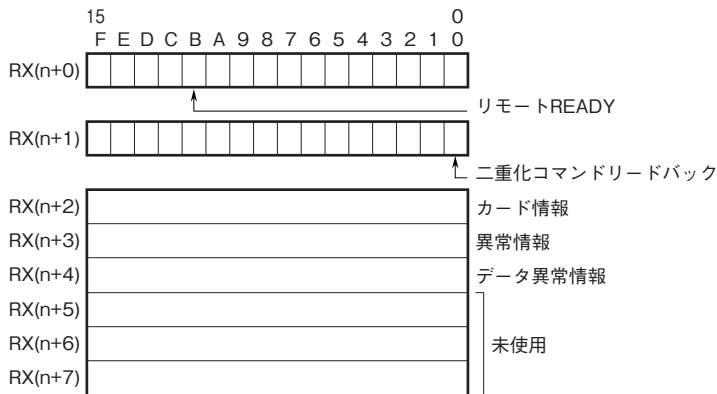 15 0
F E D C B A 9 8 7 6 5 4 3 2 1 0
RX(n+0)
リモートREADY
RX(n+1)
二重化コマンドリードバック
RX(n+2) カード情報
RX(n+3) 異常情報
RX(n+4) データ異常情報
RX(n+5)
RX(n+6) 未使用
RX(n+7)